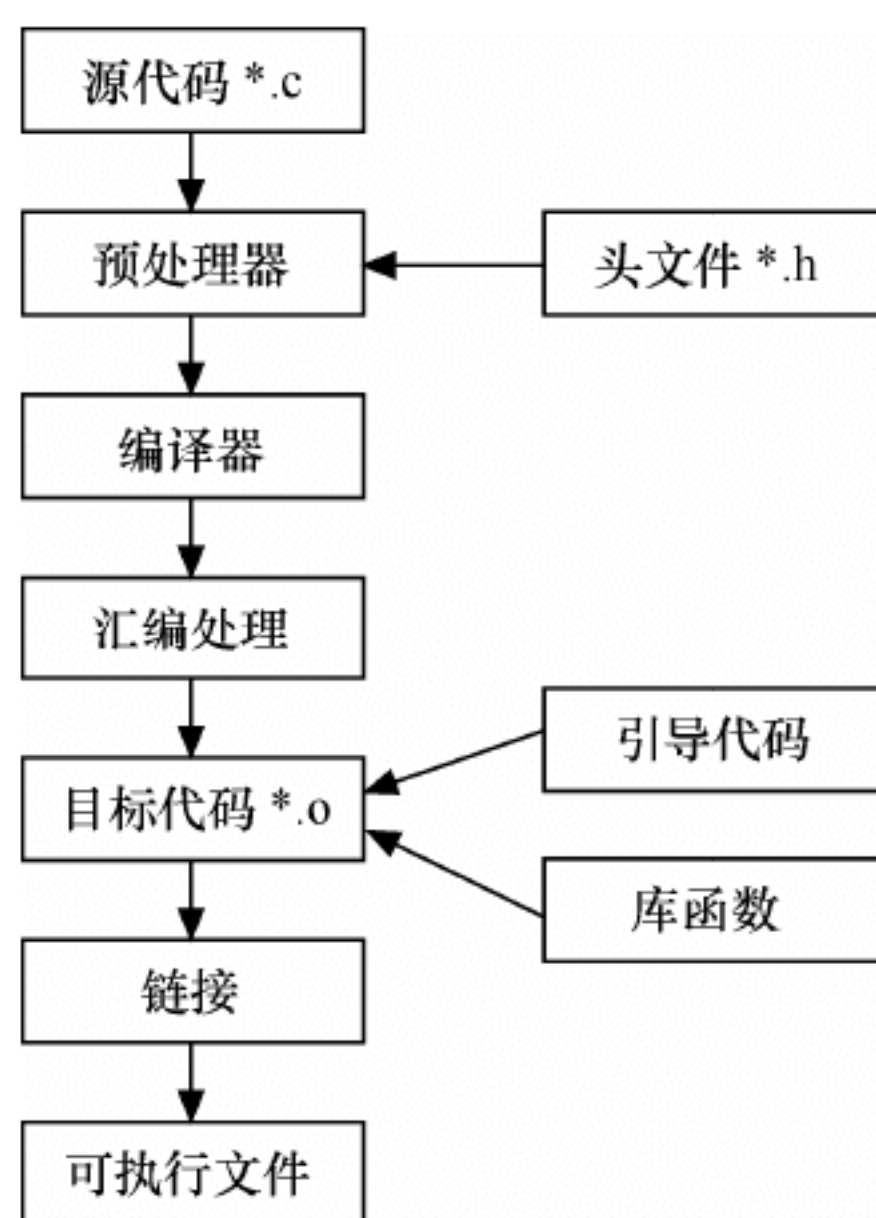 源代码 *.c
预处理器
头文件 *.h
编译器
汇编处理
引导代码
目标代码 *.o
库函数
链接
可执行文件